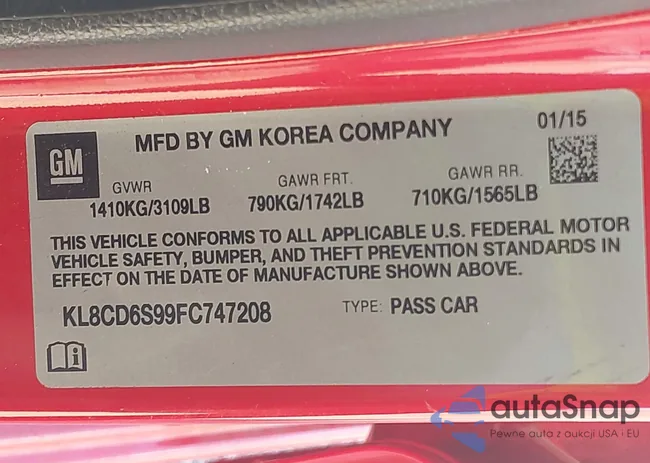 GM
MFD BY GM KOREA COMPANY
01/15
GVWR
1410KG/3109LB
GAWR FRT.
790KG/1742LB
GAWR RR.
710KG/1565LB
THIS VEHICLE CONFORMS TO ALL APPLICABLE U.S. FEDERAL MOTOR
VEHICLE SAFETY, BUMPER, AND THEFT PREVENTION STANDARDS IN
EFFECT ON THE DATE OF MANUFACTURE SHOWN ABOVE.
KL8CD6S99FC747208
TYPE: PASS CAR
autaSnap
Pewne auta z aukcji USA i EU